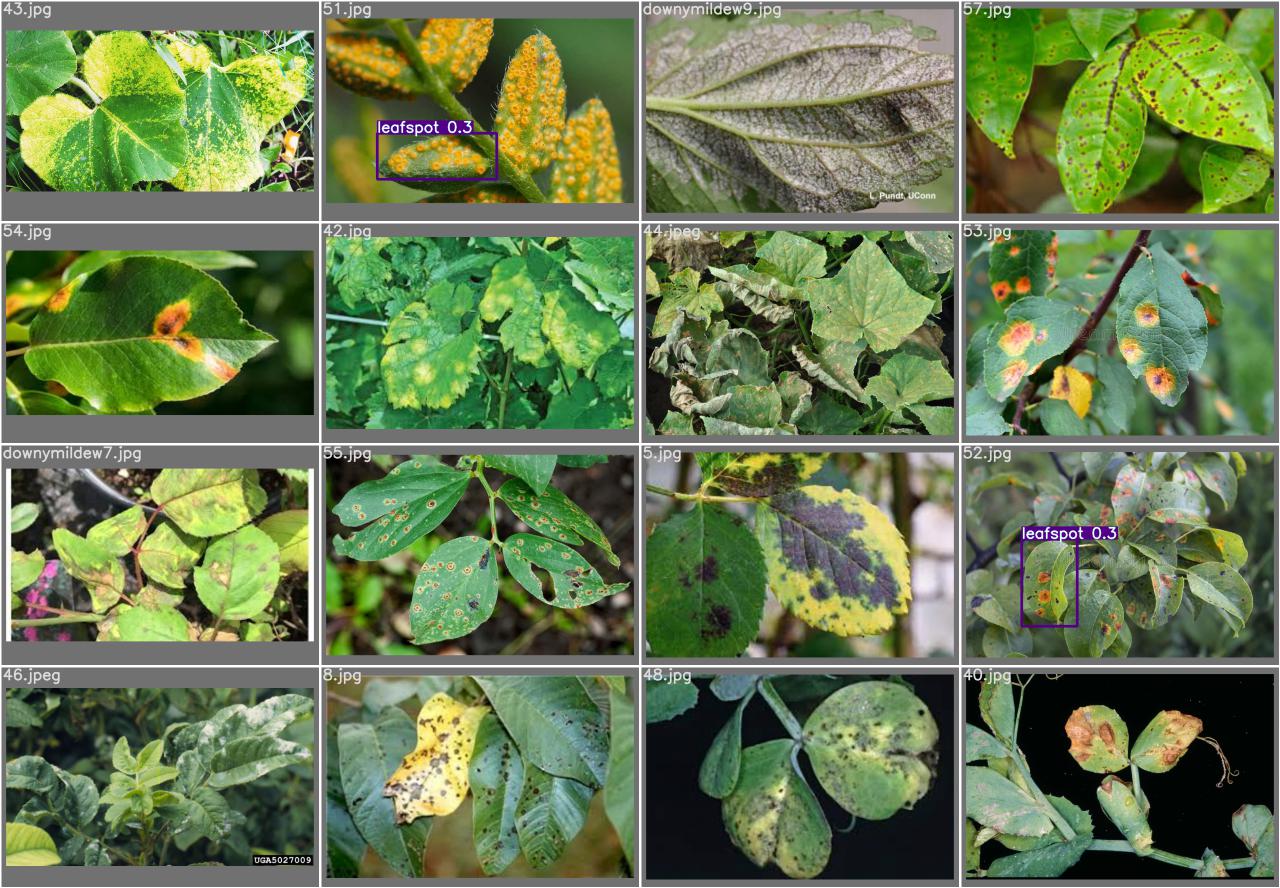 43.jpg
51.jpg
downymildew9.jpg
57.jpg
leafspot 0.3
L. Pundt, UConn
54.jpg
42.jpg
44.jpeg
53.jpg
downymildew7.jpg
55.jpg
5.jpg
52.jpg
leafspot 0.3
46.jpeg
8.jpg
48.jpg
40.jpg
UGA5027009